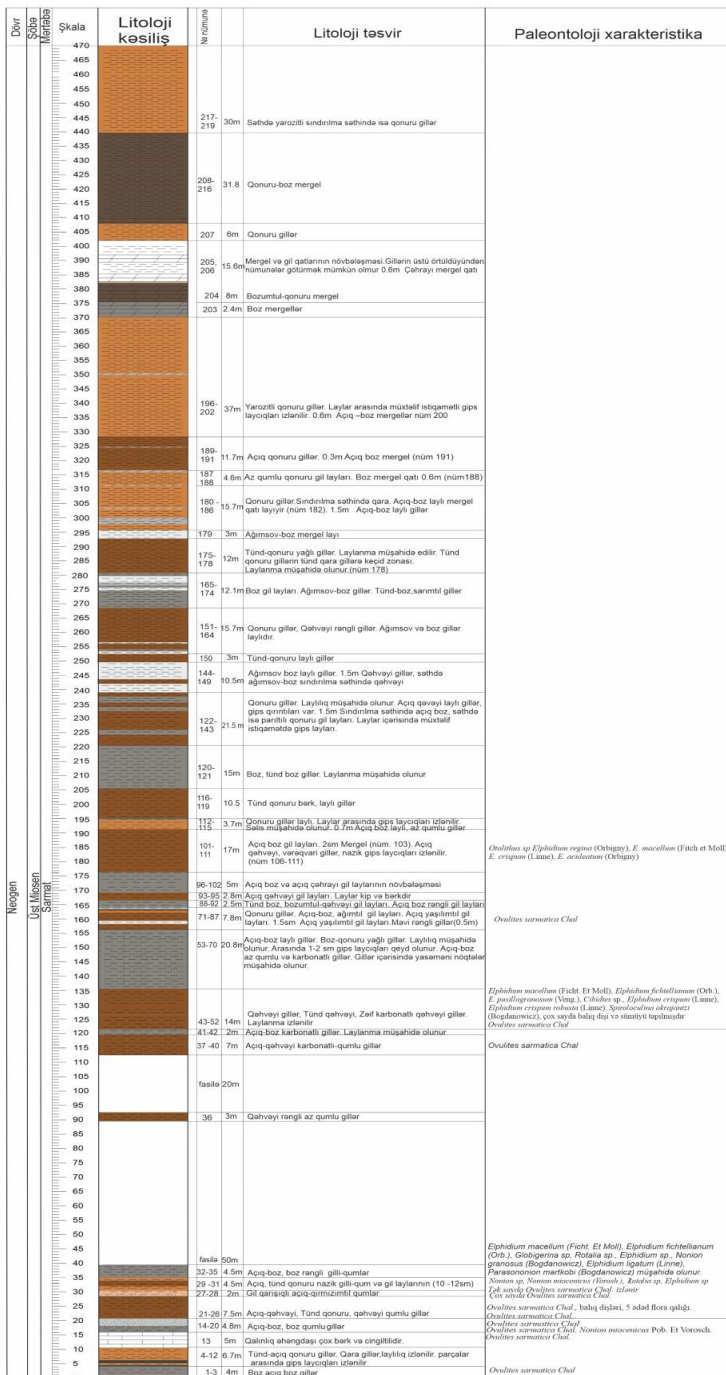 Dövr Şöbə Mərtəbə Şkala Litoloji kəsiliş № nümunə Litoloji təsvir Paleontoloji xarakteristika
Neogen
Üst Miosen
Sarmat
470
465
460
455
450
445
440
435
430
425
420
415
410
405
400
390
385
380
375
370
365
360
355
350
345
340
335
330
325
320
315
310
305
300
295
290
285
280
275
270
265
260
255
250
245
240
235
230
225
220
215
210
205
200
195
190
185
180
175
170
165
160
155
150
145
140
135
130
125
120
115
110
105
100
95
90
85
80
75
70
65
60
55
50
45
40
35
30
25
20
15
10
5
217-219 30m Səthdə yarozitli sındırılma səthində isə qonuru gillər
208-216 31.8 Qonuru-boz mergel
207 6m Qonuru gillər
205, 206 15.6m Mergel və gil qatlarının növbələşməsi.Gillərin üstü örtüldüyündən
nümunələr götürmək mümkün olmur 0.6m Çəhrayı mergel qatı
204 8m Bozumtul-qonuru mergel
203 2.4m Boz mergellər
196-202 37m Yarozitli qonuru gillər. Laylar arasında müxtəlif istiqamətli gips
laycıqları izlənilir. 0.6m Açıq –boz mergellər nüm 200
189-191 11.7m Açıq qonuru gillər. 0.3m Açıq boz mergel (nüm 191)
187 188 4.6m Az qumlu qonuru gil layları. Boz mergel qatı 0.6m (nüm188)
180 - 186 15.7m Qonuru gillər.Sındırılma səthində qara. Açıq-boz laylı mergel
qatı layıyir (nüm 182). 1.5m Açıq-boz laylı gillər
179 3m Ağımsov-boz mergel layı
175-178 12m Tünd-qonuru yağlı gillər. Laylanma müşahidə edilir. Tünd
qonuru gillərin tünd qara gillərə keçid zonası.
Laylanma müşahidə olunur.(nüm 178)
165-174 12.1m Boz gil layları. Ağımsov-boz gillər. Tünd-boz,sarımtıl gillər
151-164 15.7m Qonuru gillər, Qəhvəyi rəngli gillər. Ağımsov və boz gillər
laylıdır.
150 3m Tünd-qonuru laylı gillər
144-149 10.5m Ağımsov boz laylı gillər. 1.5m Qəhvəyi gillər, səthdə
ağımsov-boz sındırılma səthində qəhvəyi
122-143 21.5 m Qonuru gillər. Laylılıq müşahidə olunur. Açıq qəvəyi laylı gillər,
gips qırıntıları var. 1.5m Sındırılma səthində açıq boz, səthdə
isə parıltılı qonuru gil layları. Laylar içərisində müxtəlif
istiqamətdə gips layları.
120-121 15m Boz, tünd boz gillər. Laylanma müşahidə olunur
116-119 10.5 Tünd qonuru bərk, laylı gillər
112-115 3.7m Qonuru gillər laylı. Laylar arasında gips laycıqları izlənilir.
Səlis müşahidə olunur. 0.7m Açıq boz laylı, az qumlu gillər
101-111 17m Açıq boz gil layları. 2sm Mergel (nüm. 103). Açıq
qəhvəyi, vərəqvari gillər, nazik gips laycıqları izlənilir.
(nüm 106-111)
Otolithus sp Elphidium regina (Orbigny), E. macellum (Fitch et Moll)
E. crispum (Linne), E. aculeatum (Orbigny)
96-102 5m Açıq boz və açıq çəhrayı gil laylarının növbələşməsi
93-95 2.8m Açıq qəhvəyi gil layları. Laylar kip və bərkdir
88-92 2.5m Tünd boz, bozumtul-qəhvəyi gil layları. Açıq boz rəngli gil layları
71-87 7.8m Qonuru gillər. Açıq-boz, ağımtıl gil layları. Açıq yaşılımtıl gil
layları. 1.5sm Açıq yaşılımtıl gil layları.Mavi rəngli gillər(0.5m)
Ovulites sarmatica Chal
53-70 20.8m Açıq-boz laylı gillər. Boz-qonuru yağlı gillər. Laylılıq müşahidə
olunur. Arasında 1-2 sm gips laycıqları qeyd olunur. Açıq-boz
az qumlu və karbonatlı gillər. Gillər içərisində yasəməni nöqtələr
müşahidə olunur.
43-52 14m Qəhvəyi gillər, Tünd qəhvəyi, Zəif karbonatlı qəhvəyi gillər.
Laylanma izlənilir
Elphidium macellum (Ficht. Et Moll), Elphidium fichtellianum (Orb.),
E. pusillogranosum (Veng.), Cibides sp., Elphidium crispum (Linne),
Elphidium crispum robusta (Linne), Spiroloculina okrojantzi
(Bogdanowicz), çox sayda balıq dişi və sümüyü tapılmışdır
Ovulites sarmatica Chal
41-42 2m Açıq-boz karbonatlı gillər. Laylanma müşahidə olunur
37 -40 7m Açıq-qəhvəyi karbonatlı-qumlu gillər
Ovulites sarmatica Chal
fasilə 20m
36 3m Qəhvəyi rəngli az qumlu gillər
fasilə 50m
Elphidium macellum (Ficht. Et Moll), Elphidium fichtellianum
(Orb.), Globigerina sp, Rotalia sp., Elphidium sp., Nonion
granosus (Bogdanowicz), Elphidium ligatum (Linne),
Parasononion martkobi (Bogdanowicz) müşahidə olunur.
32-35 4.5m Açıq-boz, boz rəngli gilli-qumlar
29 -31 4.5m Açıq, tünd qonuru nazik gilli-qum və gil laylarının (10 -12sm)
Nonion sp, Nonion miocenicus (Vorosh.), Rotalia sp, Elphidium sp
Tək sayda Ovulites sarmatica Chal. izlənir
27-28 2m Gil qarışıqlı açıq-qırmızımtıl qumlar
Çox sayda Ovulites sarmatica Chal
21-26 7.5m Açıq-qəhvəyi, Tünd qonuru, qəhvəyi qumlu gillər
Ovulites sarmatica Chal., balıq dişləri, 5 ədəd flora qalığı.
Ovulites sarmatica Chal.,
14-20 4.8m Açıq-boz, boz qumlu-gillər
Ovulites sarmatica Chal
Ovulites sarmatica Chal. Nonion miocenicus Pob. Et Vorosch.
13 5m Qalınlıq əhəngdaşı çox bərk və cingiltilidir.
Ovulites sarmatica Chal.
4-12 6.7m Tünd-açıq qonuru gillər. Qara gillər,laylılıq izlənilir. parçalar
arasında gips laycıqları izlənilir
1-3 4m Boz açıq boz gillər
Ovulites sarmatica Chal